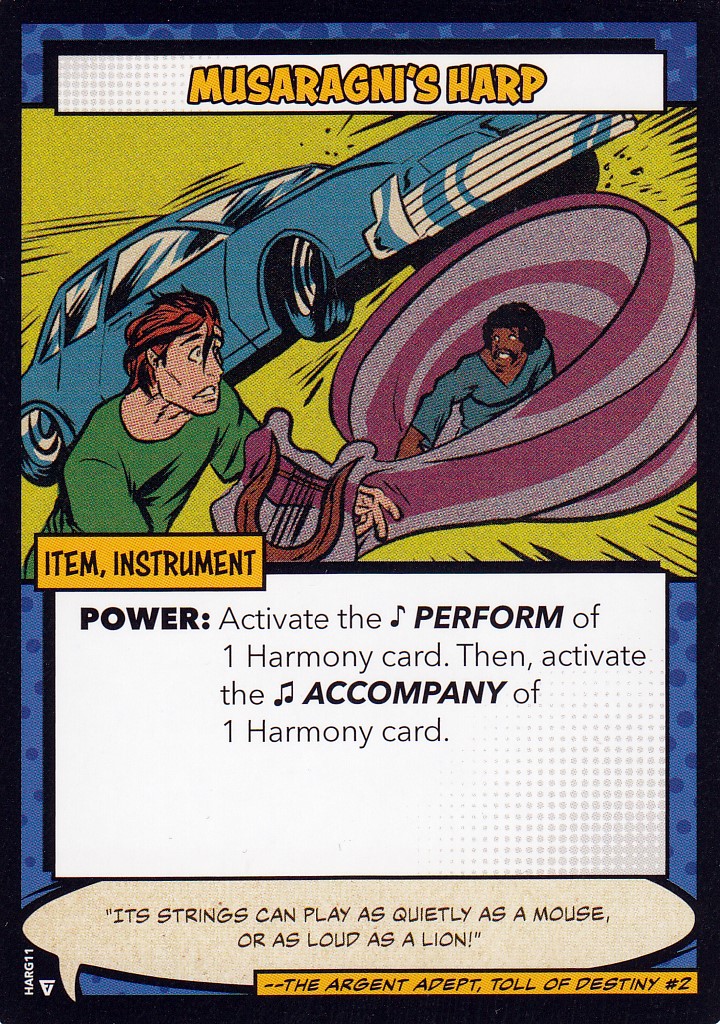 MUSARAGNI'S HARP
ITEM, INSTRUMENT
POWER: Activate the ♪ PERFORM of
1 Harmony card. Then, activate
the ♫ ACCOMPANY of
1 Harmony card.
"ITS STRINGS CAN PLAY AS QUIETLY AS A MOUSE,
OR AS LOUD AS A LION!"
--THE ARGENT ADEPT, TOLL OF DESTINY #2
HARG11